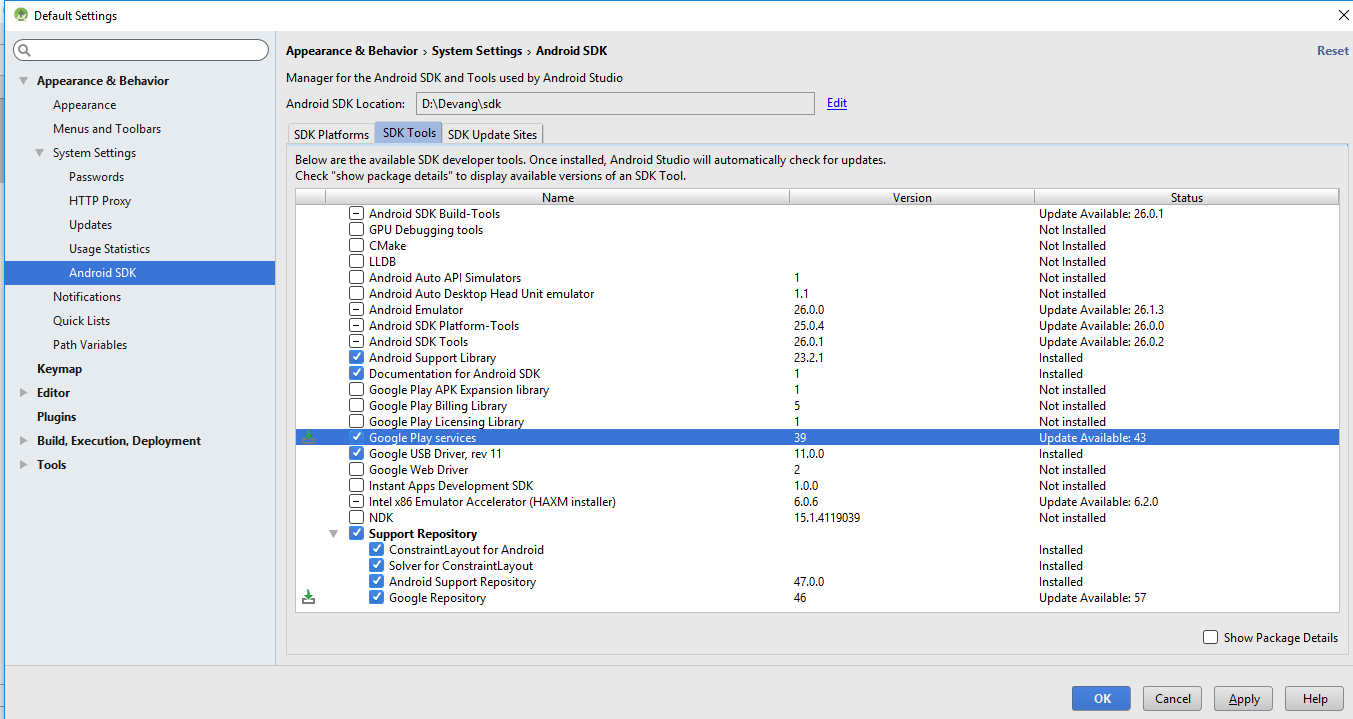 Default Settings
Appearance & Behavior › System Settings › Android SDK
Reset
Appearance & Behavior
Appearance
Menus and Toolbars
System Settings
Passwords
HTTP Proxy
Updates
Usage Statistics
Android SDK
Notifications
Quick Lists
Path Variables
Keymap
Editor
Plugins
Build, Execution, Deployment
Tools
Manager for the Android SDK and Tools used by Android Studio
Android SDK Location: D:\Devang\sdk Edit
SDK Platforms SDK Tools SDK Update Sites
Below are the available SDK developer tools. Once installed, Android Studio will automatically check for updates.
Check "show package details" to display available versions of an SDK Tool.
Name Version Status
Android SDK Build-Tools Update Available: 26.0.1
GPU Debugging tools Not Installed
CMake Not Installed
LLDB Not Installed
Android Auto API Simulators 1 Not installed
Android Auto Desktop Head Unit emulator 1.1 Not installed
Android Emulator 26.0.0 Update Available: 26.1.3
Android SDK Platform-Tools 25.0.4 Update Available: 26.0.0
Android SDK Tools 26.0.1 Update Available: 26.0.2
Android Support Library 23.2.1 Installed
Documentation for Android SDK 1 Installed
Google Play APK Expansion library 1 Not installed
Google Play Billing Library 5 Not installed
Google Play Licensing Library 1 Not installed
Google Play services 39 Update Available: 43
Google USB Driver, rev 11 11.0.0 Installed
Google Web Driver 2 Not installed
Instant Apps Development SDK 1.0.0 Not installed
Intel x86 Emulator Accelerator (HAXM installer) 6.0.6 Update Available: 6.2.0
NDK 15.1.4119039 Not installed
Support Repository
ConstraintLayout for Android Installed
Solver for ConstraintLayout Installed
Android Support Repository 47.0.0 Installed
Google Repository 46 Update Available: 57
Show Package Details
OK Cancel Apply Help